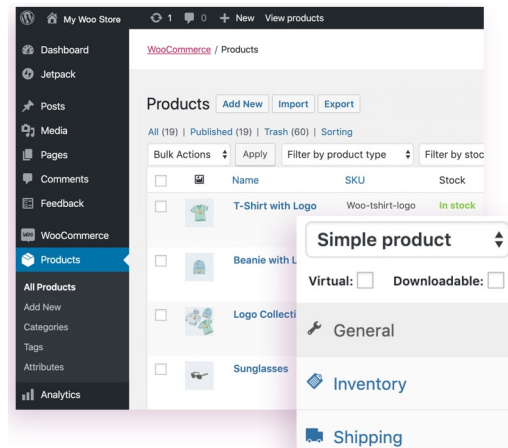 My Woo Store 1 0 + New View products
Dashboard
Jetpack
Posts
Media
Pages
Comments
Feedback
woo WooCommerce
Products
All Products
Add New
Categories
Tags
Attributes
Analytics
WooCommerce / Products
Products Add New Import Export
All (19) | Published (19) | Trash (60) | Sorting
Bulk Actions Apply Filter by product type Filter by stoc
Name SKU Stock
T-Shirt with Logo Woo-tshirt-logo In stock
Beanie with L
Logo Collecti
Sunglasses
Simple product
Virtual: Downloadable:
General
Inventory
Shipping